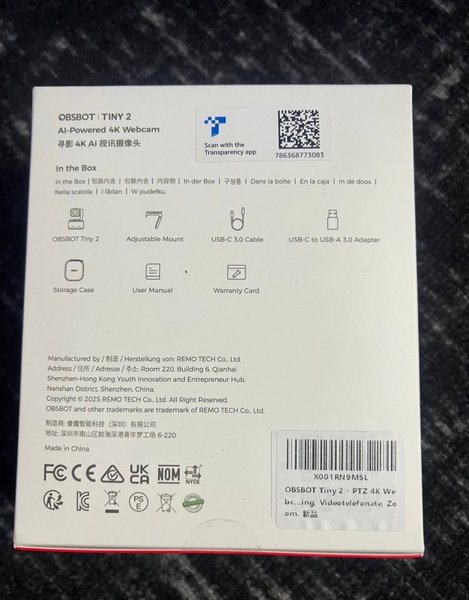 OBSBOT | TINY 2
AI-Powered 4K Webcam
寻影 4K AI 视讯摄像头
Scan with the
Transparency app
786368773083
In the Box
In the Box | 包装内含 | 包裝內含 | 内容物 | In der Box | 구성품 | Dans la boîte | En la caja | In de doos |
Nella scatola | I lådan | W pudełku
OBSBOT Tiny 2
Adjustable Mount
USB-C 3.0 Cable
USB-C to USB-A 3.0 Adapter
Storage Case
User Manual
Warranty Card
Manufactured by / 制造 / Herstellung von: REMO TECH Co., Ltd.
Address / 住所 / Adresse / 주소: Room 220, Building 6, Qianhai
Shenzhen-Hong Kong Youth Innovation and Entrepreneur Hub,
Nanshan District, Shenzhen, China.
Copyright © 2025 REMO TECH Co., Ltd.
OBSBOT and other trademarks are trademark of REMO TECH Co., Ltd.
制造商: 睿魔智能科技（深圳）有限公司
地址: 深圳市南山区前海深港青年梦工场 6-220
Made in China
FC CE UK CA NOM NYCE
PS E
X001RN9M5L
OBSBOT Tiny 2 - PTZ 4K We
bc...ing, Videotelefonate, Zo
om. 新品